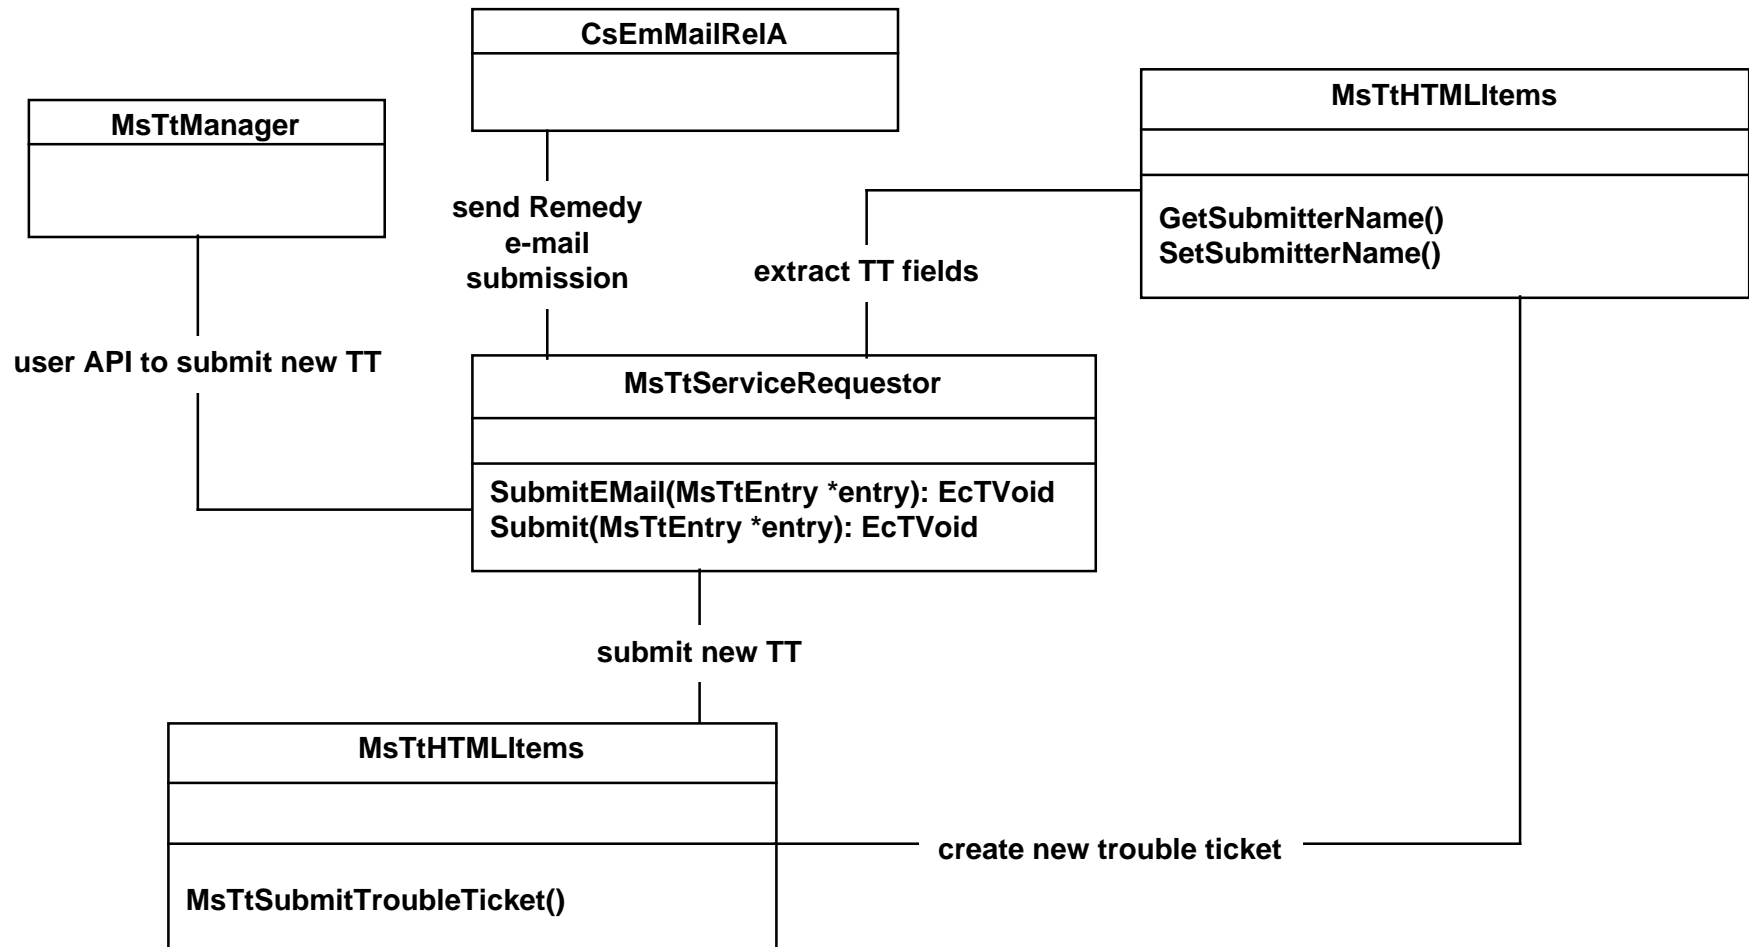 CsEmMailRelA
MsTtManager
MsTtHTMLItems
send Remedy
e-mail
submission
GetSubmitterName()
SetSubmitterName()
extract TT fields
user API to submit new TT
MsTtServiceRequestor
SubmitEMail(MsTtEntry *entry): EcTVoid
Submit(MsTtEntry *entry): EcTVoid
submit new TT
MsTtHTMLItems
create new trouble ticket
MsTtSubmitTroubleTicket()